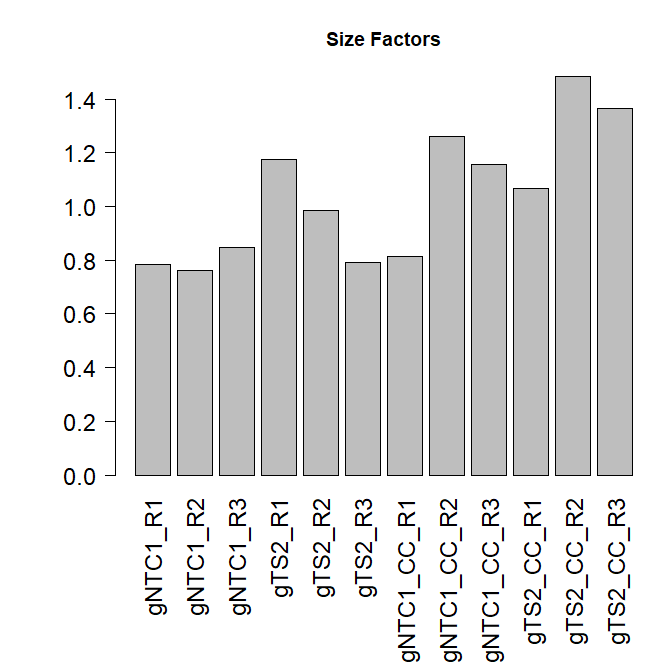 Size Factors
1.4
1.2
1.0
0.8
0.6
0.4
0.2
0.0
gNTC1_R1
gNTC1_R2
gNTC1_R3
gTS2_R1
gTS2_R2
gTS2_R3
gNTC1_CC_R1
gNTC1_CC_R2
gNTC1_CC_R3
gTS2_CC_R1
gTS2_CC_R2
gTS2_CC_R3